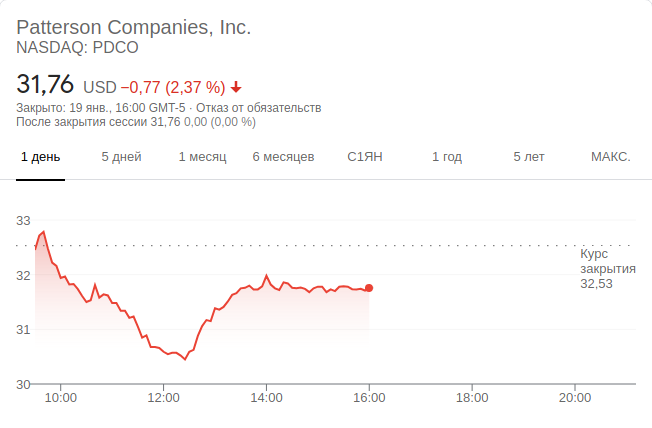 Patterson Companies, Inc.
NASDAQ: PDCO
31,76 USD −0,77 (2,37 %)
Закрыто: 19 янв., 16:00 GMT-5 · Отказ от обязательств
После закрытия сессии 31,76 0,00 (0,00 %)
1 день 5 дней 1 месяц 6 месяцев С1ЯН 1 год 5 лет МАКС.
33
Курс
закрытия
32,53
32
31
30
10:00 12:00 14:00 16:00 18:00 20:00